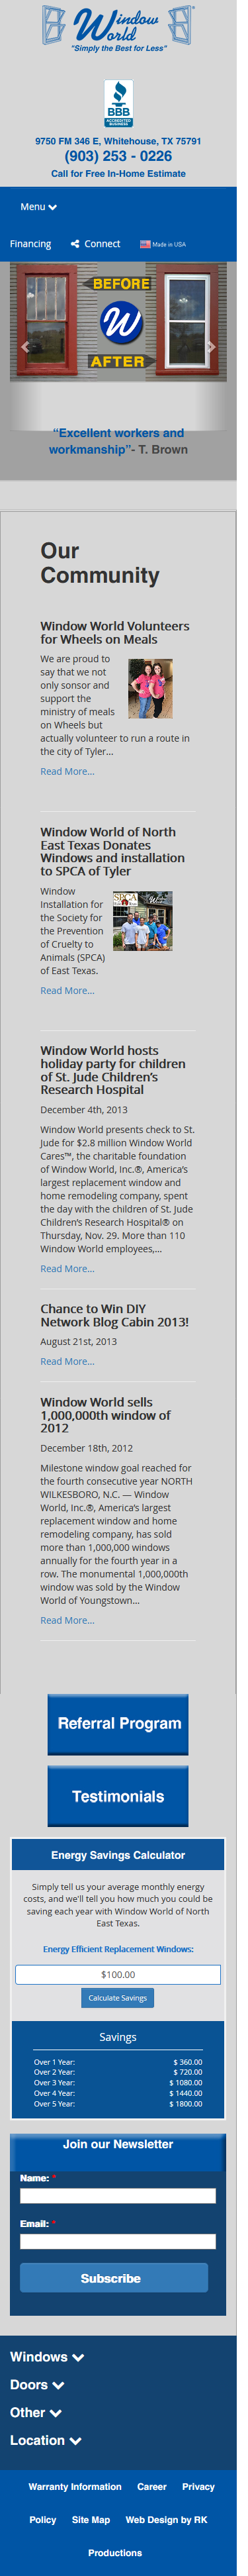 Window
World
®
"Simply the Best for Less"
BBB
ACCREDITED
BUSINESS
9750 FM 346 E, Whitehouse, TX 75791
(903) 253 - 0226
Call for Free In-Home Estimate
Menu
Financing Connect Made in USA
BEFORE
W
AFTER
“Excellent workers and
workmanship”- T. Brown
Our
Community
Window World Volunteers
for Wheels on Meals
We are proud to
say that we not
only sonsor and
support the
ministry of meals
on Wheels but
actually volunteer to run a route in
the city of Tyler...
Read More...
Window World of North
East Texas Donates
Windows and installation
to SPCA of Tyler
Window
Installation for
the Society for
the Prevention
of Cruelty to
Animals (SPCA)
of East Texas.
SPCA
Read More...
Window World hosts
holiday party for children
of St. Jude Children’s
Research Hospital
December 4th, 2013
Window World presents check to St.
Jude for $2.8 million Window World
Cares™, the charitable foundation
of Window World, Inc.®, America’s
largest replacement window and
home remodeling company, spent
the day with the children of St. Jude
Children’s Research Hospital® on
Thursday, Nov. 29. More than 110
Window World employees,...
Read More...
Chance to Win DIY
Network Blog Cabin 2013!
August 21st, 2013
Read More...
Window World sells
1,000,000th window of
2012
December 18th, 2012
Milestone window goal reached for
the fourth consecutive year NORTH
WILKESBORO, N.C. — Window
World, Inc.®, America’s largest
replacement window and home
remodeling company, has sold
more than 1,000,000 windows
annually for the fourth year in a
row. The monumental 1,000,000th
window was sold by the Window
World of Youngstown...
Read More...
Referral Program
Testimonials
Energy Savings Calculator
Simply tell us your average monthly energy
costs, and we'll tell you how much you could be
saving each year with Window World of North
East Texas.
Energy Efficient Replacement Windows:
$100.00
Calculate Savings
Savings
Over 1 Year: $ 360.00
Over 2 Year: $ 720.00
Over 3 Year: $ 1080.00
Over 4 Year: $ 1440.00
Over 5 Year: $ 1800.00
Join our Newsletter
Name: *
Email: *
Subscribe
Windows
Doors
Other
Location
Warranty Information Career Privacy
Policy Site Map Web Design by RK
Productions